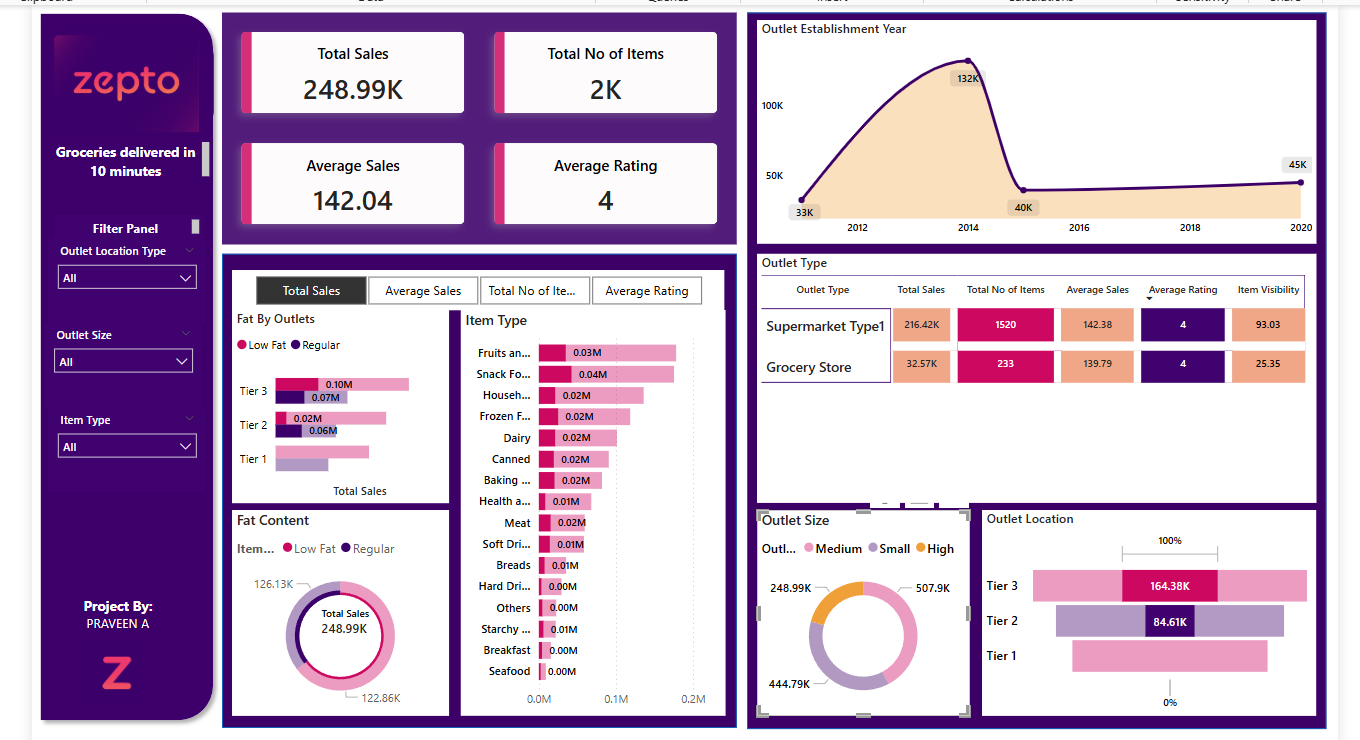 zepto
Groceries delivered in
10 minutes
Filter Panel
Outlet Location Type
All
Outlet Size
All
Item Type
All
Project By:
PRAVEEN A
Z
Total Sales
248.99K
Total No of Items
2K
Average Sales
142.04
Average Rating
4
Total Sales
Average Sales
Total No of Ite...
Average Rating
Fat By Outlets
Low Fat Regular
Tier 3 0.10M
0.07M
Tier 2 0.02M
0.06M
Tier 1
Total Sales
Fat Content
Item... Low Fat Regular
126.13K
Total Sales
248.99K
122.86K
Item Type
Fruits an... 0.03M
Snack Fo... 0.04M
Househ... 0.02M
Frozen F... 0.02M
Dairy 0.02M
Canned 0.02M
Baking ... 0.02M
Health a... 0.01M
Meat 0.02M
Soft Dri... 0.01M
Breads 0.01M
Hard Dri... 0.00M
Others 0.00M
Starchy ... 0.01M
Breakfast 0.00M
Seafood 0.00M
0.0M 0.1M 0.2M
Outlet Establishment Year
100K
50K
33K
132K
40K
45K
2012 2014 2016 2018 2020
Outlet Type
Outlet Type Total Sales Total No of Items Average Sales Average Rating Item Visibility
Supermarket Type1 216.42K 1520 142.38 4 93.03
Grocery Store 32.57K 233 139.79 4 25.35
Outlet Size
Outl... Medium Small High
248.99K
507.9K
444.79K
Outlet Location
100%
Tier 3 164.38K
Tier 2 84.61K
Tier 1
0%